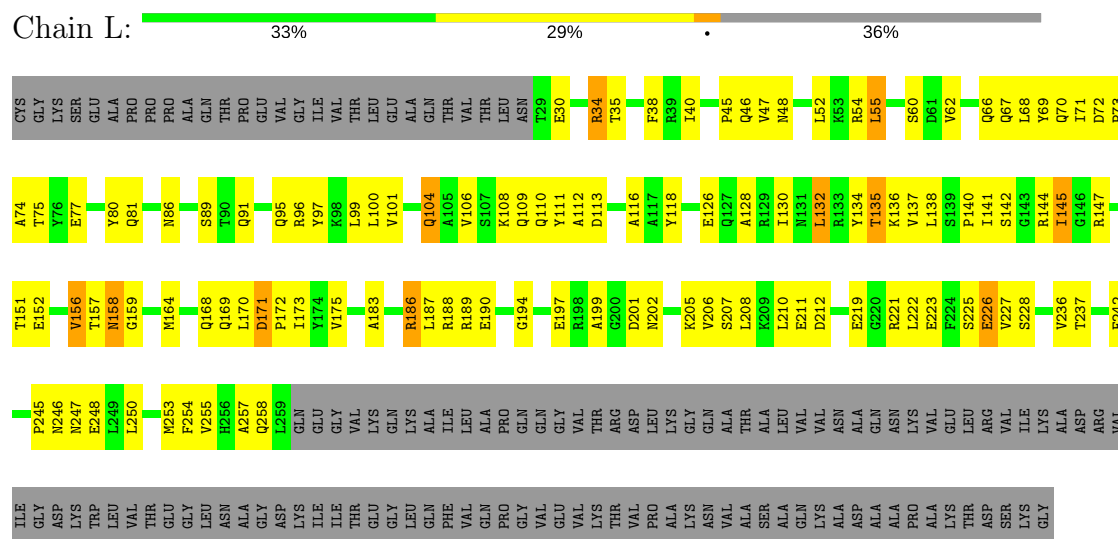 Chain L:
33% 29% • 36%
CYS GLY LYS SER GLU ALA PRO PRO PRO ALA GLN THR PRO GLU VAL GLY ILE VAL THR LEU GLU ALA GLN THR VAL THR LEU ASN T29 E30 R34 T35 F38 R39 I40 P45 Q46 V47 N48 L52 K53 R54 L55 S60 D61 V62 Q66 Q67 L68 Y69 Q70 I71 D72
A74 T75 Y76 E77 Y80 Q81 N86 S89 T90 Q91 Q95 R96 Y97 K98 L99 L100 V101 Q104 A105 V106 S107 K108 Q109 Q110 Y111 A112 D113 A116 A117 Y118 E126 Q127 A128 R129 I130 N131 L132 R133 Y134 T135 K136 V137 L138 S139 P140 I141 S142 G143 R144 I145 G146 R147
T151 E152 V156 T157 N158 G159 M164 Q168 Q169 L170 D171 P172 I173 Y174 V175 A183 R186 L187 R188 R189 E190 G194 E197 R198 A199 G200 D201 N202 K205 V206 S207 L208 K209 L210 E211 D212 E219 G220 R221 L222 E223 F224 S225 E226 V227 S228 V236 T237
P245 N246 N247 E248 L249 L250 M253 F254 V255 H256 A257 Q258 L259 GLN GLU GLY VAL LYS GLN LYS ALA ILE LEU ALA PRO GLN GLN GLY VAL THR ARG ASP LEU LYS GLY GLN ALA THR ALA LEU VAL VAL ASN ALA GLN ASN LYS VAL GLU LEU ARG VAL ILE LYS ALA ASP ARG
ILE GLY ASP LYS TRP LEU VAL THR GLU GLY LEU ASN ALA GLY ASP LYS ILE ILE THR GLU GLY LEU GLN PHE VAL GLN PRO GLY VAL GLU VAL LYS THR VAL PRO ALA LYS ASN VAL ALA SER ALA GLN LYS ALA ASP ALA ALA PRO ALA LYS THR ASP SER LYS GLY